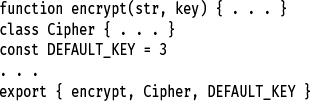 function encrypt(str, key) { . . . }
class Cipher { . . . }
const DEFAULT_KEY = 3
. . .
export { encrypt, Cipher, DEFAULT_KEY }